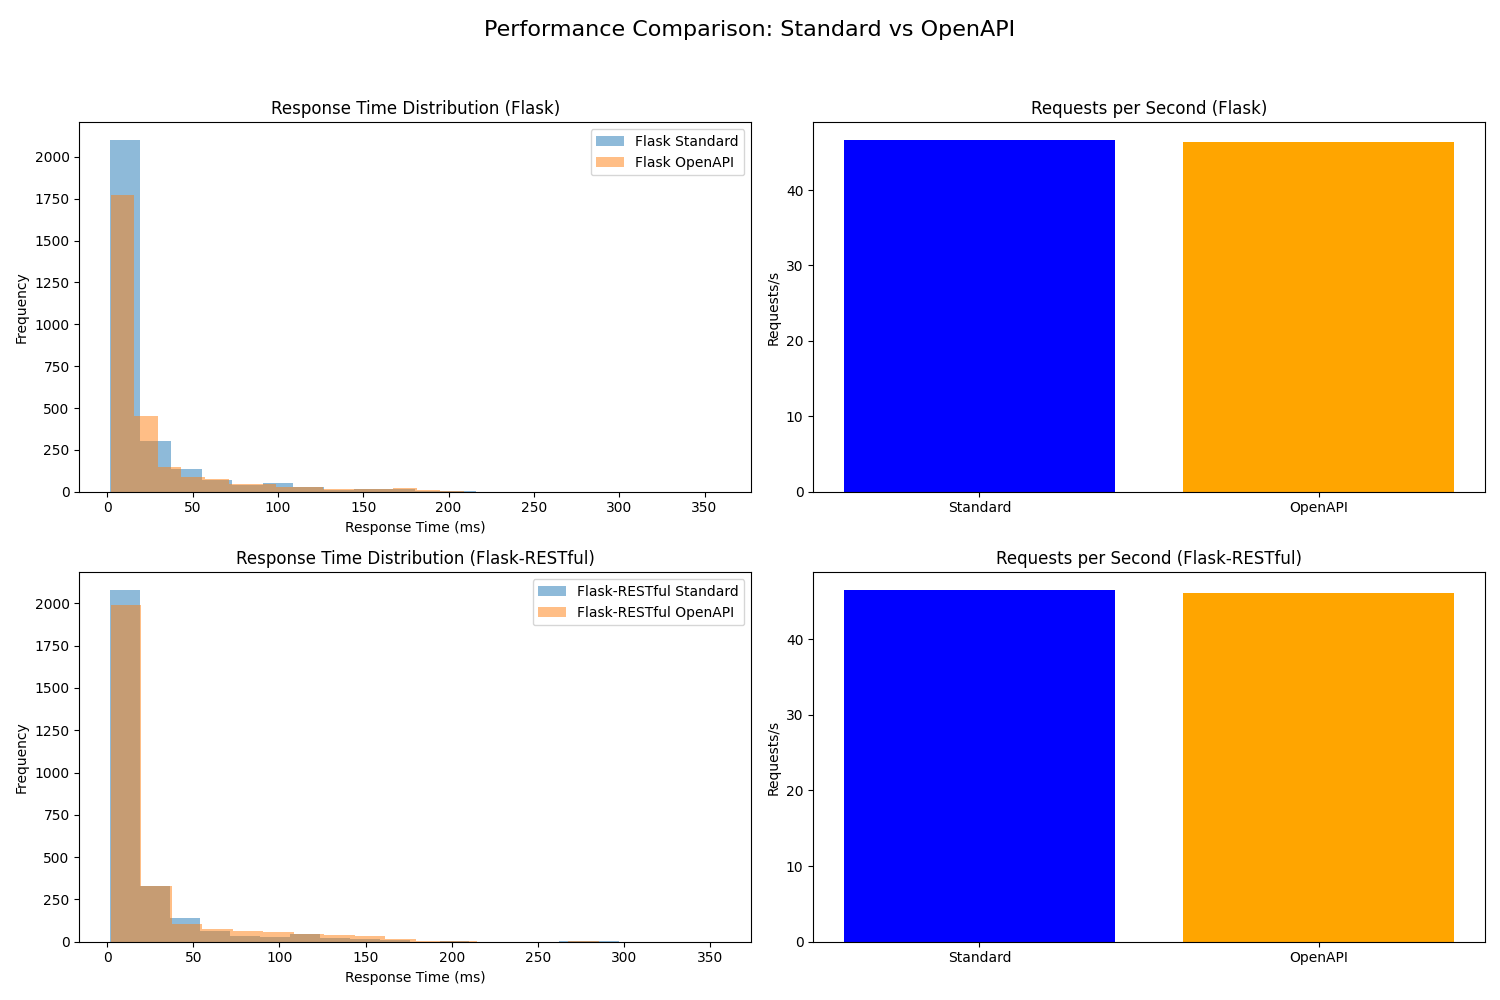 Performance Comparison: Standard vs OpenAPI
Response Time Distribution (Flask)
Flask Standard
Flask OpenAPI
2000
1750
1500
1250
1000
750
500
250
0
Frequency
0 50 100 150 200 250 300 350
Response Time (ms)
Requests per Second (Flask)
40
30
20
10
0
Requests/s
Standard OpenAPI
Response Time Distribution (Flask-RESTful)
Flask-RESTful Standard
Flask-RESTful OpenAPI
2000
1750
1500
1250
1000
750
500
250
0
Frequency
0 50 100 150 200 250 300 350
Response Time (ms)
Requests per Second (Flask-RESTful)
40
30
20
10
0
Requests/s
Standard OpenAPI